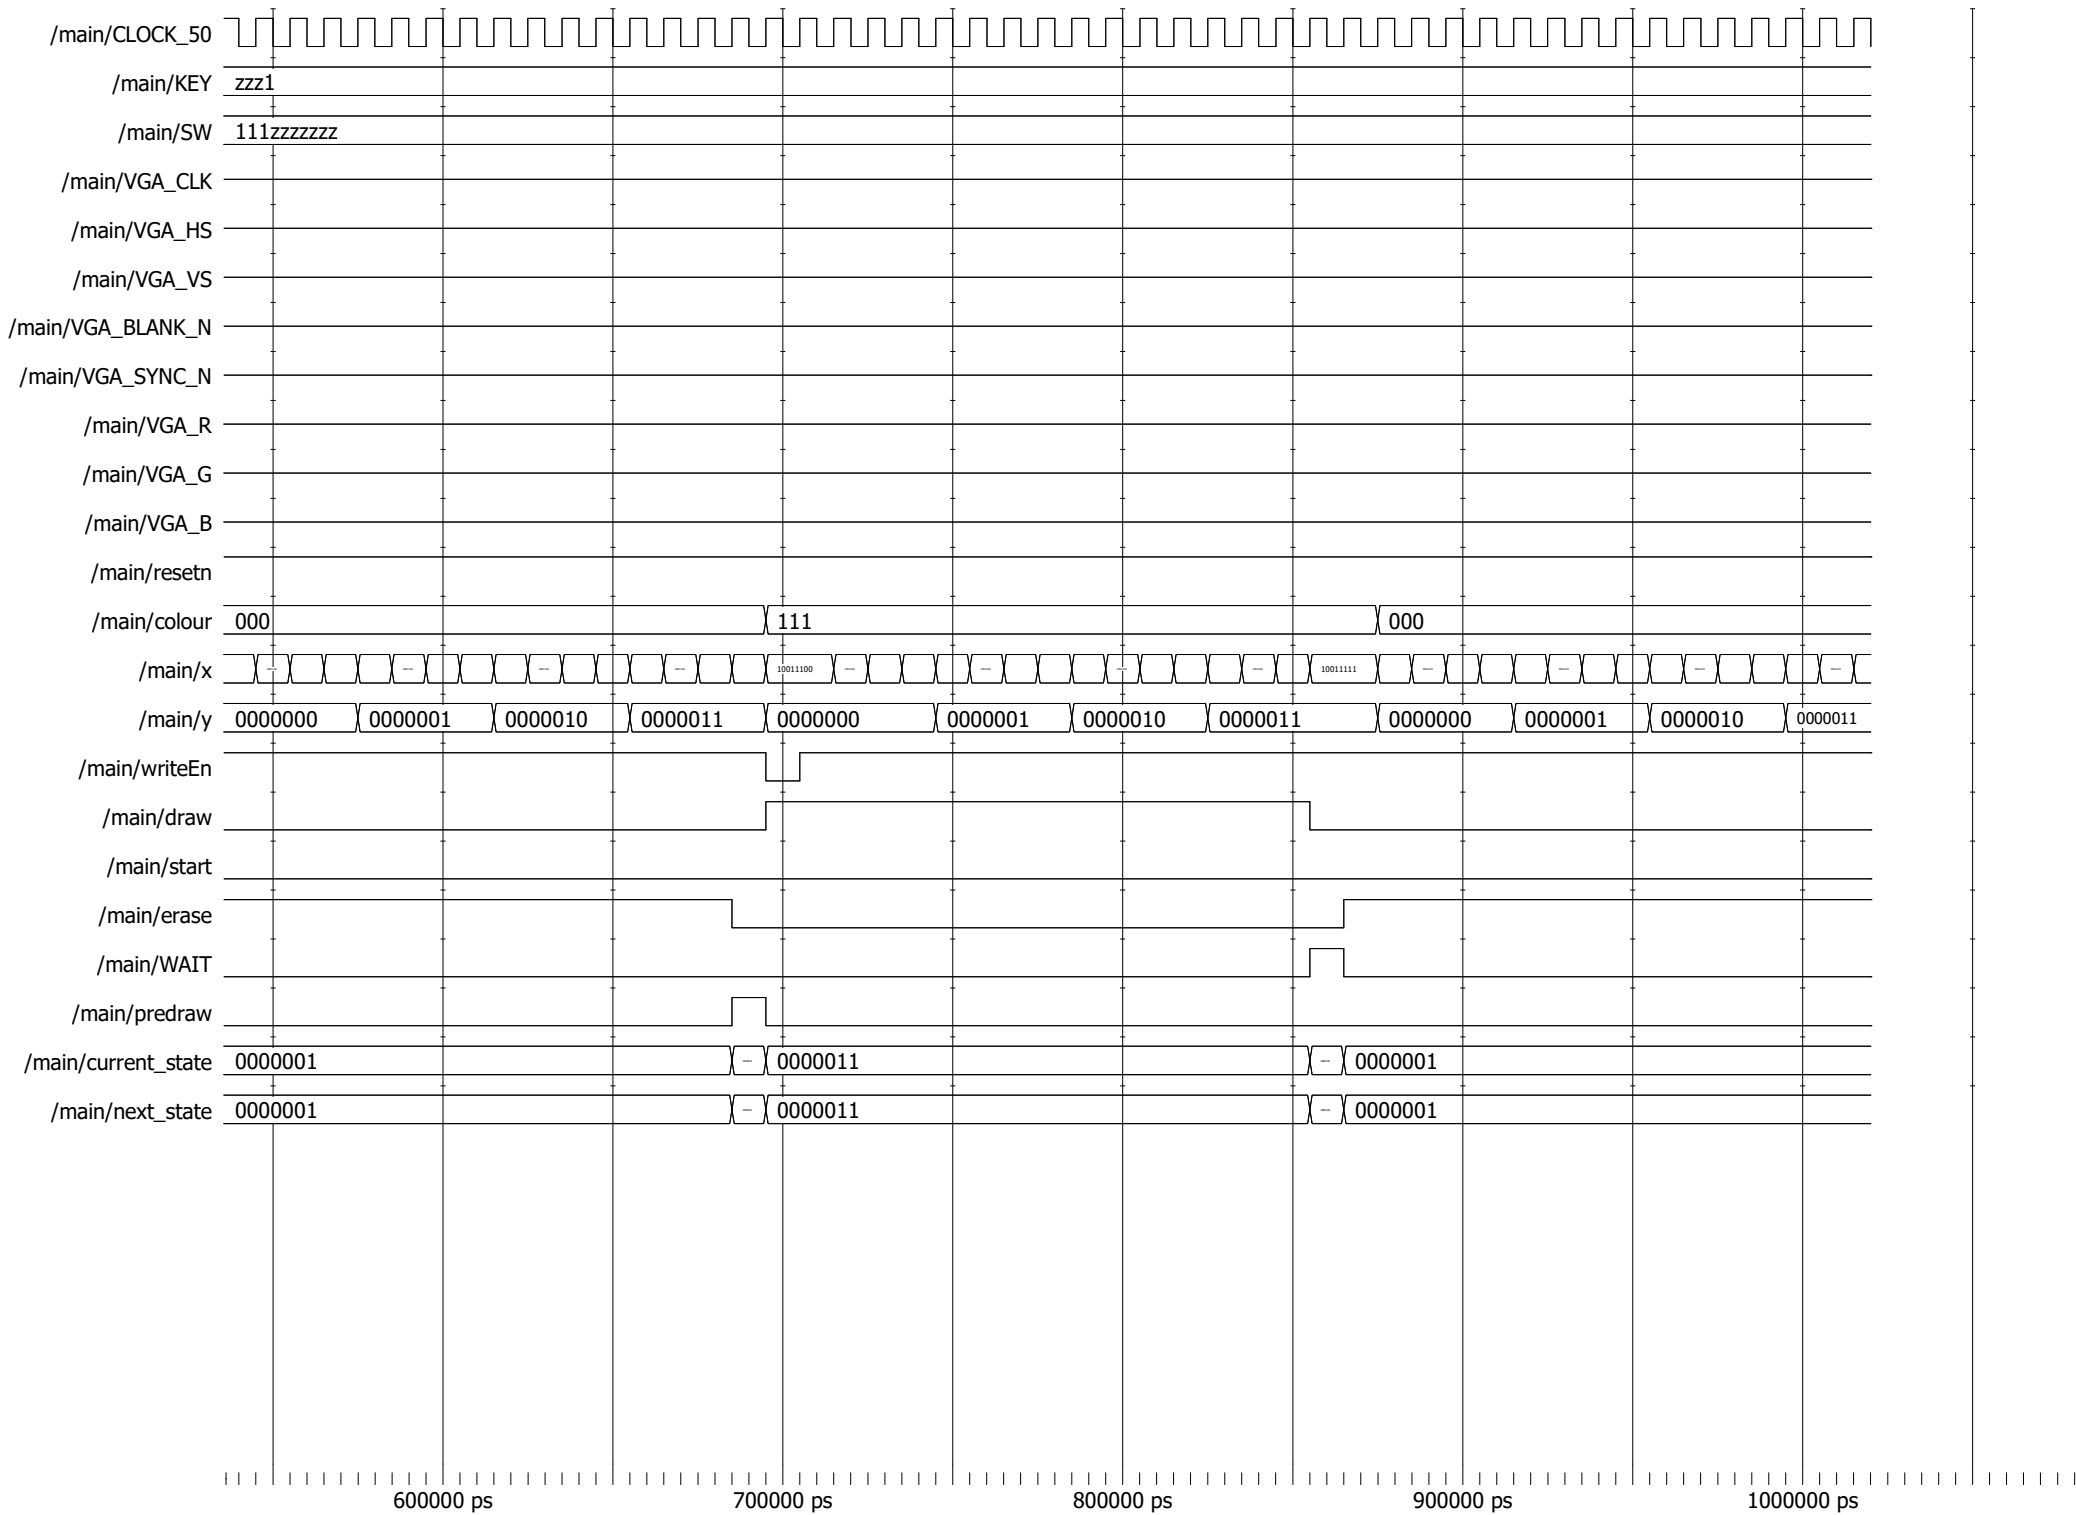 /main/CLOCK_50
/main/KEY zzz1
/main/SW 111zzzzzzz
/main/VGA_CLK
/main/VGA_HS
/main/VGA_VS
/main/VGA_BLANK_N
/main/VGA_SYNC_N
/main/VGA_R
/main/VGA_G
/main/VGA_B
/main/resetn
/main/colour 000 111 000
/main/x 10011100 10011111
/main/y 0000000 0000001 0000010 0000011 0000000 0000001 0000010 0000011 0000000 0000001 0000010 0000011
/main/writeEn
/main/draw
/main/start
/main/erase
/main/WAIT
/main/predraw
/main/current_state 0000001 0000011 0000001
/main/next_state 0000001 0000011 0000001
600000 ps 700000 ps 800000 ps 900000 ps 1000000 ps